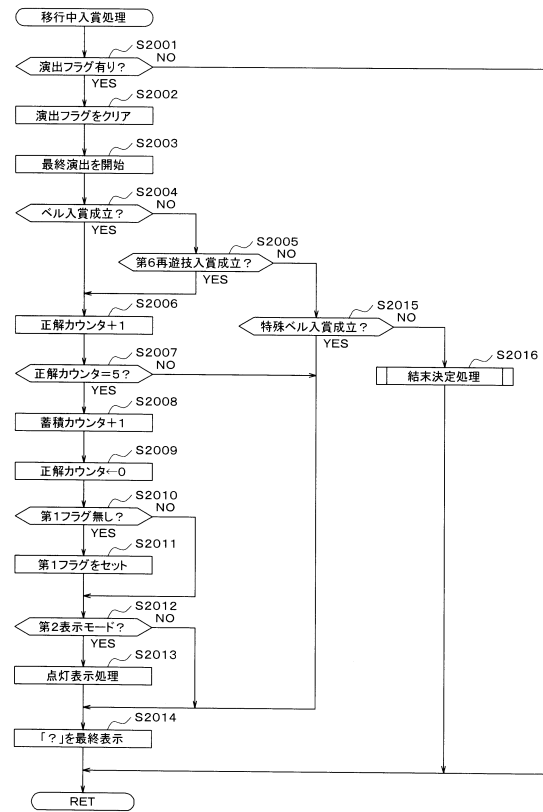 移行中入賞処理
S2001
演出フラグ有り？
NO
YES
S2002
演出フラグをクリア
S2003
最終演出を開始
S2004
ベル入賞成立？
NO
YES
S2005
第6再遊技入賞成立？
NO
YES
S2006
正解カウンタ＋1
S2015
特殊ベル入賞成立？
NO
YES
S2007
正解カウンタ＝5？
NO
YES
S2016
結末決定処理
S2008
蓄積カウンタ＋1
S2009
正解カウンタ←0
S2010
第1フラグ無し？
NO
YES
S2011
第1フラグをセット
S2012
第2表示モード？
NO
YES
S2013
点灯表示処理
S2014
「？」を最終表示
RET